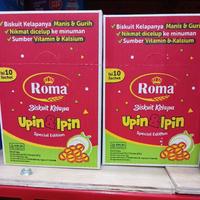 ✓Biskuit Kelapanya Manis & Gurih
✓Nikmat dicelup ke minuman
✓Sumber Vitamin & Kalsium
Isi 10
Sachet
Roma
Biskuit Kelapa
Upin & Ipin
Special Edition
✓Biskuit Kelapanya Manis & Gurih
✓Nikmat dicelup ke minuman
✓Sumber Vitamin & Kalsium
Isi 10
Sachet
Roma
Biskuit Kelapa
Upin & Ipin
Special Edition